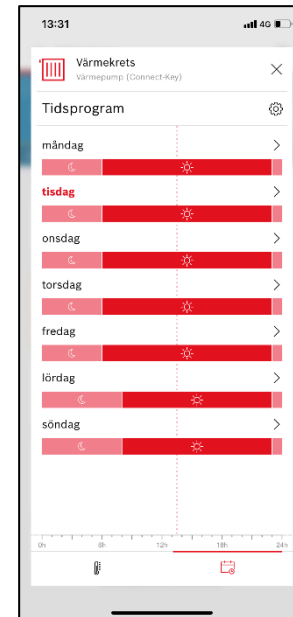 13:31
4G
Värmekrets
Värmepump (Connect-Key)
Tidsprogram
måndag
tisdag
onsdag
torsdag
fredag
lördag
söndag
0h 6h 12h 18h 24h